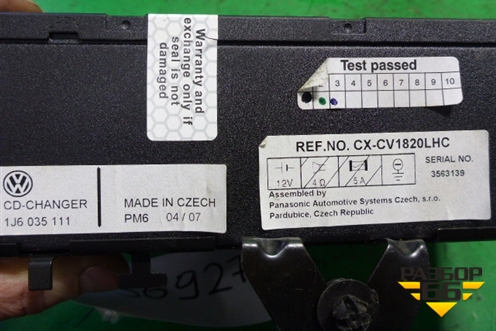 Warranty and
exchange only if
seal is not
damaged
Test passed
3 4 5 6 7 8 9 10
REF.NO. CX-CV1820LHC
12V 4Ω 5A
SERIAL NO.
3563139
Assembled by
Panasonic Automotive Systems Czech, s.r.o.
Pardubice, Czech Republic
CD-CHANGER
1J6 035 111
MADE IN CZECH
PM6 04/07
РАЗБОР
66